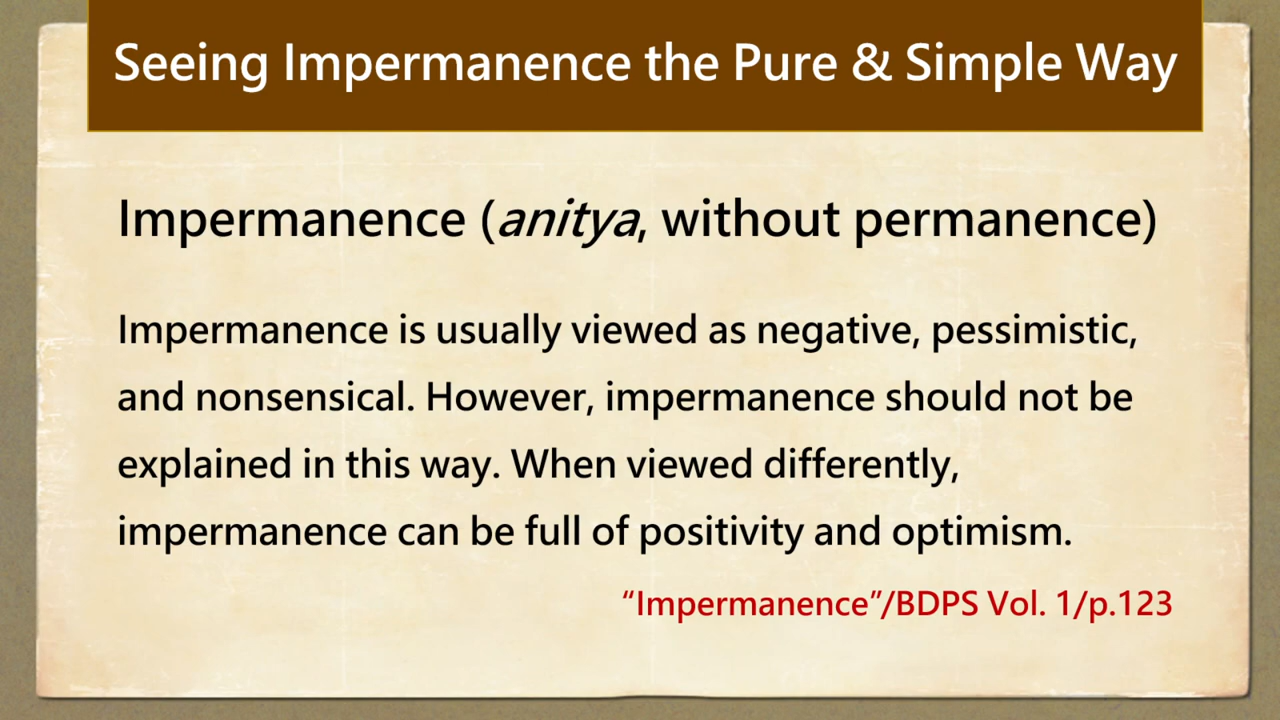 Seeing Impermanence the Pure & Simple Way
Impermanence (anitya, without permanence)
Impermanence is usually viewed as negative, pessimistic,
and nonsensical. However, impermanence should not be
explained in this way. When viewed differently,
impermanence can be full of positivity and optimism.
“Impermanence”/BDPS Vol. 1/p.123